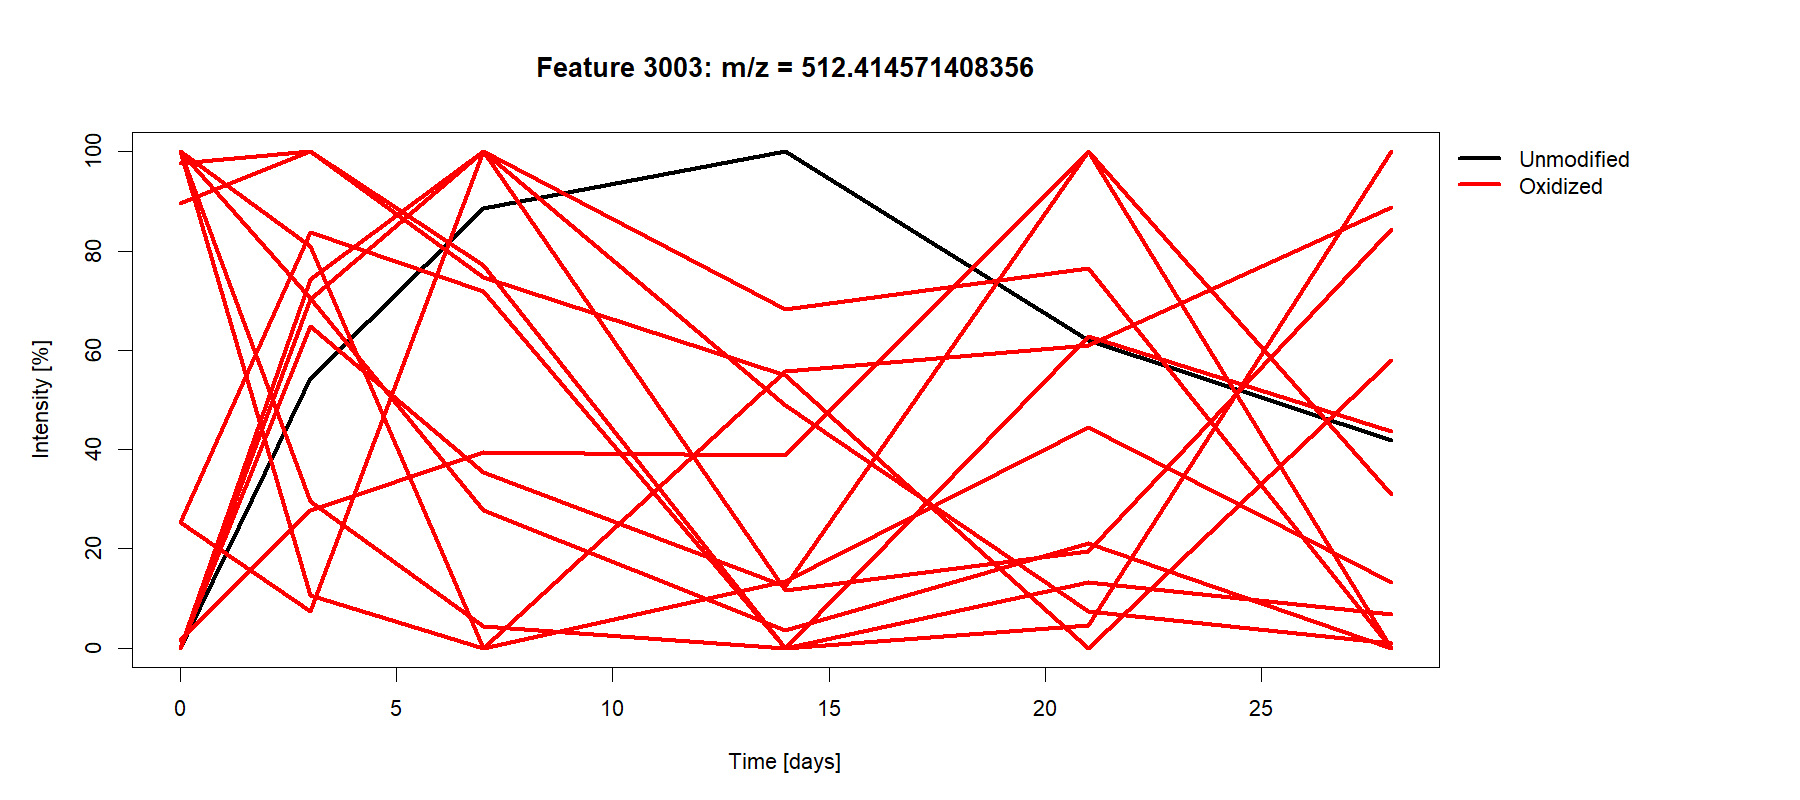 Feature 3003: m/z = 512.414571408356
Unmodified
Oxidized
Intensity [%]
100
80
60
40
20
0
0 5 10 15 20 25
Time [days]